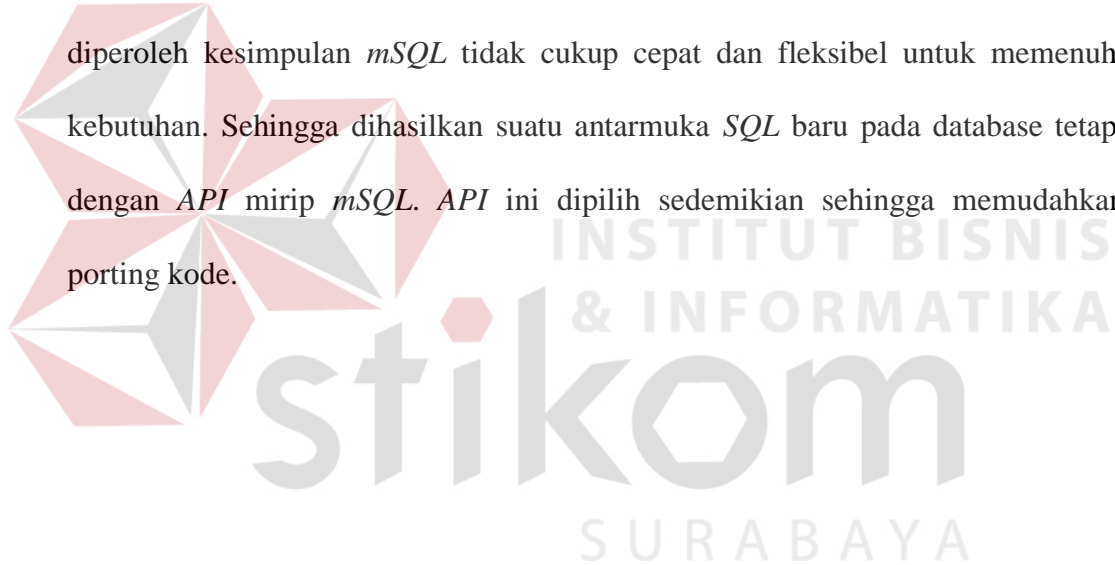 diperoleh kesimpulan mSQL tidak cukup cepat dan fleksibel untuk memenuh
kebutuhan. Sehingga dihasilkan suatu antarmuka SQL baru pada database tetap
dengan API mirip mSQL. API ini dipilih sedemikian sehingga memudahkan
porting kode.
INSTITUT BISNIS
& INFORMATIKA
stikom
SURABAYA